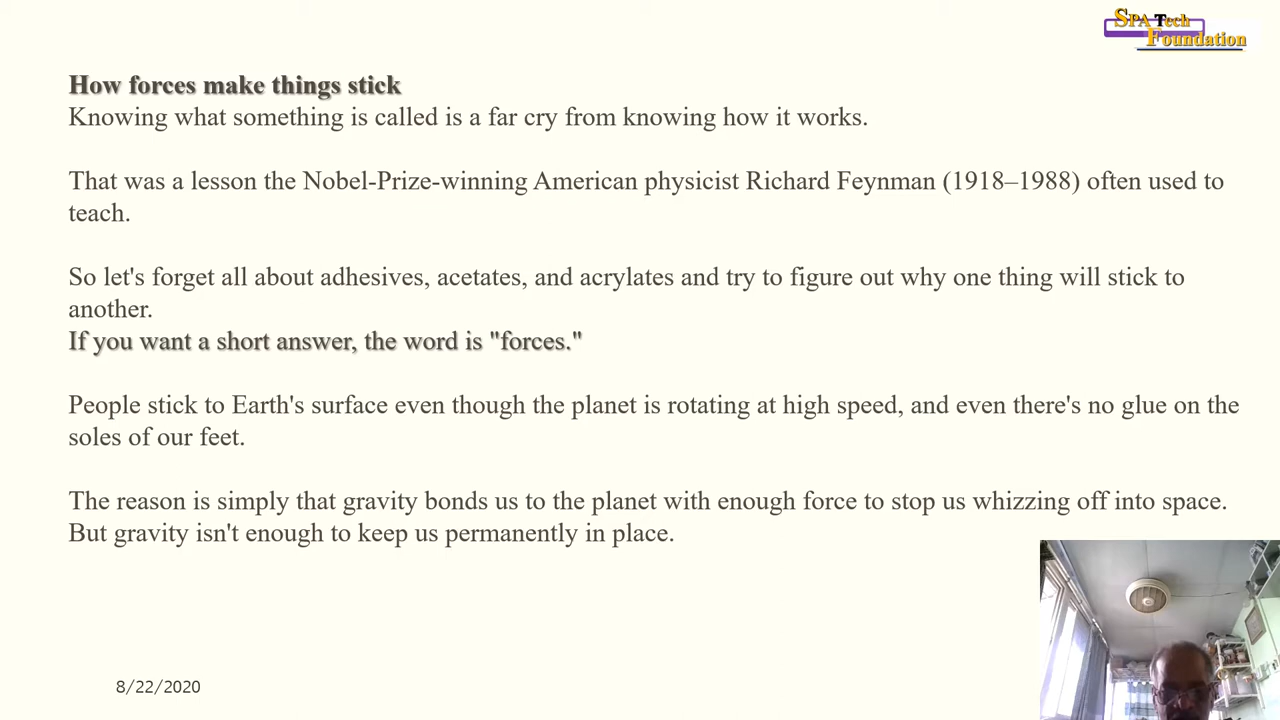 SPA Tech
Foundation
How forces make things stick
Knowing what something is called is a far cry from knowing how it works.
That was a lesson the Nobel-Prize-winning American physicist Richard Feynman (1918–1988) often used to
teach.
So let's forget all about adhesives, acetates, and acrylates and try to figure out why one thing will stick to
another.
If you want a short answer, the word is "forces."
People stick to Earth's surface even though the planet is rotating at high speed, and even there's no glue on the
soles of our feet.
The reason is simply that gravity bonds us to the planet with enough force to stop us whizzing off into space.
But gravity isn't enough to keep us permanently in place.
8/22/2020